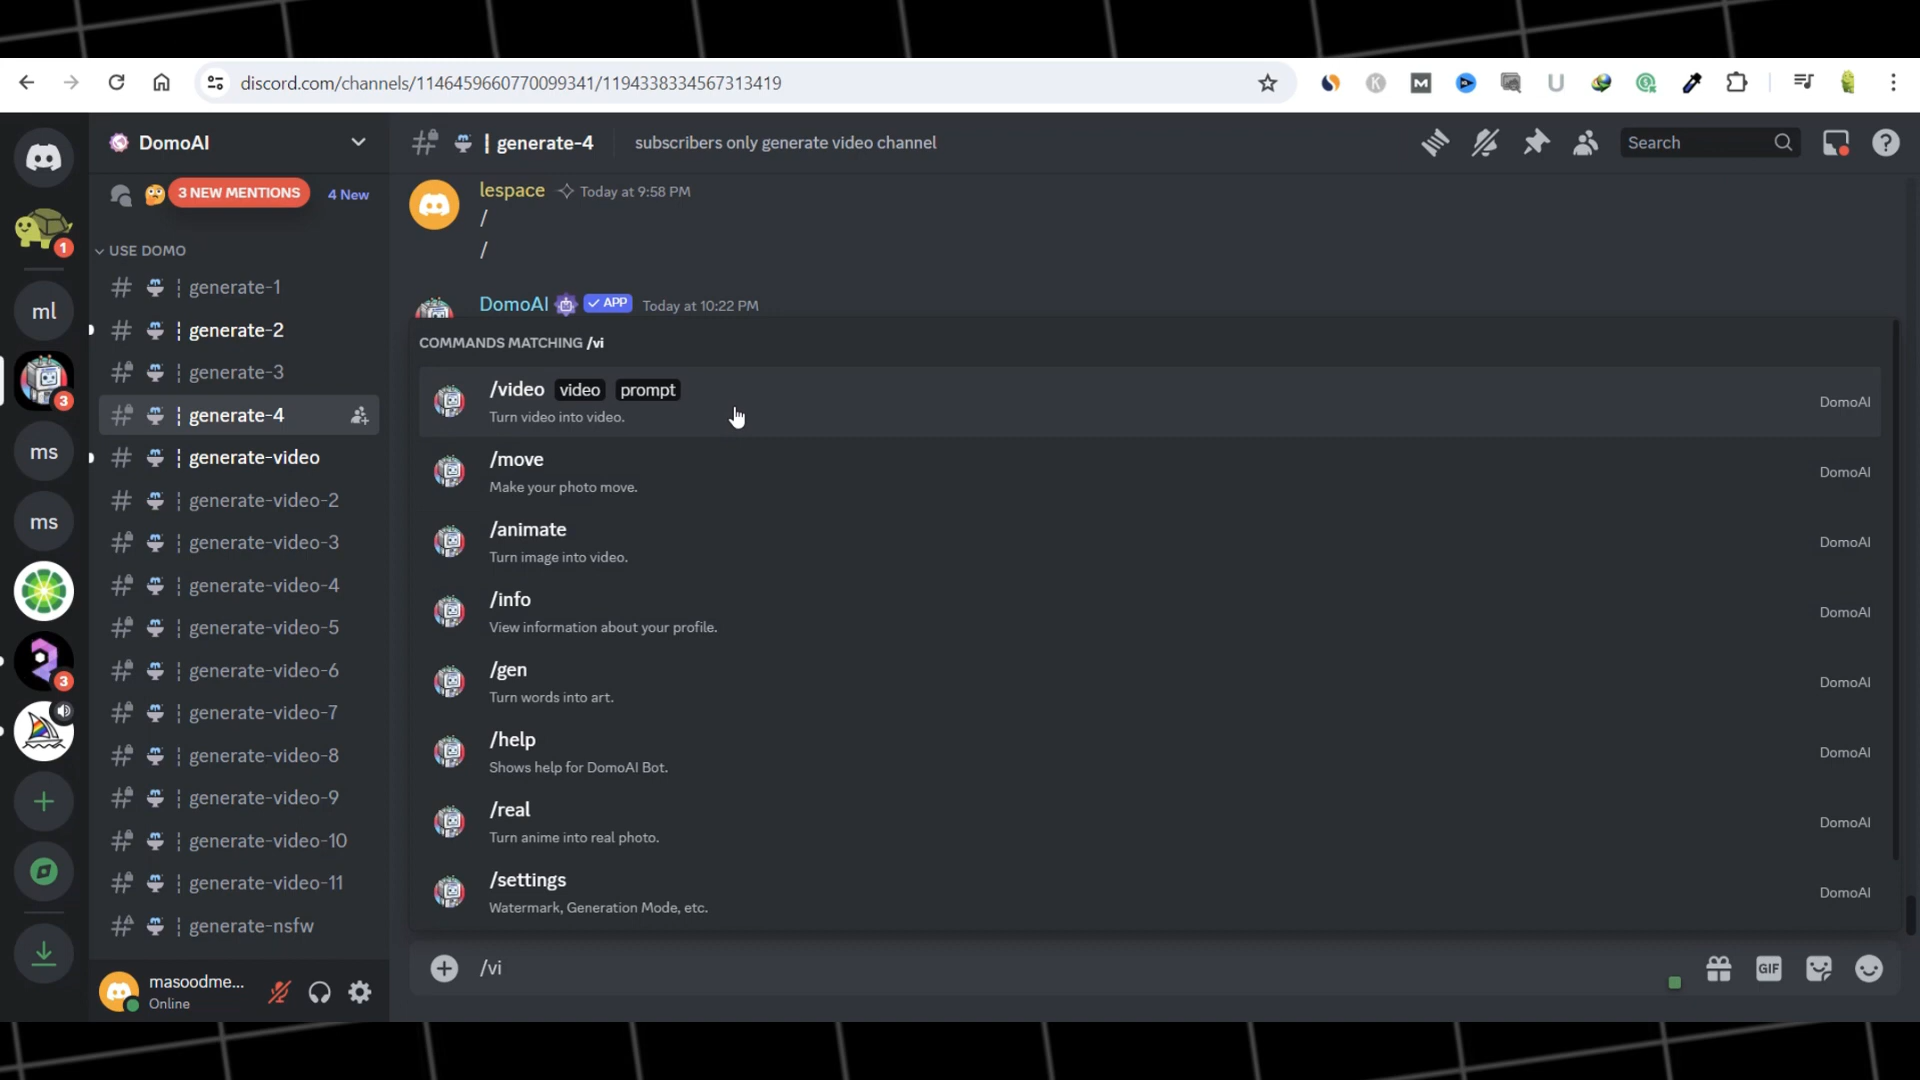 discord.com/channels/1146459660770099341/1194338334567313419
DomoAI
3 NEW MENTIONS
4 New
USE DOMO
generate-1
generate-2
generate-3
generate-4
generate-video
generate-video-2
generate-video-3
generate-video-4
generate-video-5
generate-video-6
generate-video-7
generate-video-8
generate-video-9
generate-video-10
generate-video-11
generate-nsfw
masoodme...
Online
1
ml
3
ms
ms
3
| generate-4
subscribers only generate video channel
Search
lespace Today at 9:58 PM
/
/
DomoAI APP Today at 10:22 PM
COMMANDS MATCHING /vi
/video video prompt
Turn video into video.
DomoAI
/move
Make your photo move.
DomoAI
/animate
Turn image into video.
DomoAI
/info
View information about your profile.
DomoAI
/gen
Turn words into art.
DomoAI
/help
Shows help for DomoAI Bot.
DomoAI
/real
Turn anime into real photo.
DomoAI
/settings
Watermark, Generation Mode, etc.
DomoAI
/vi
GIF